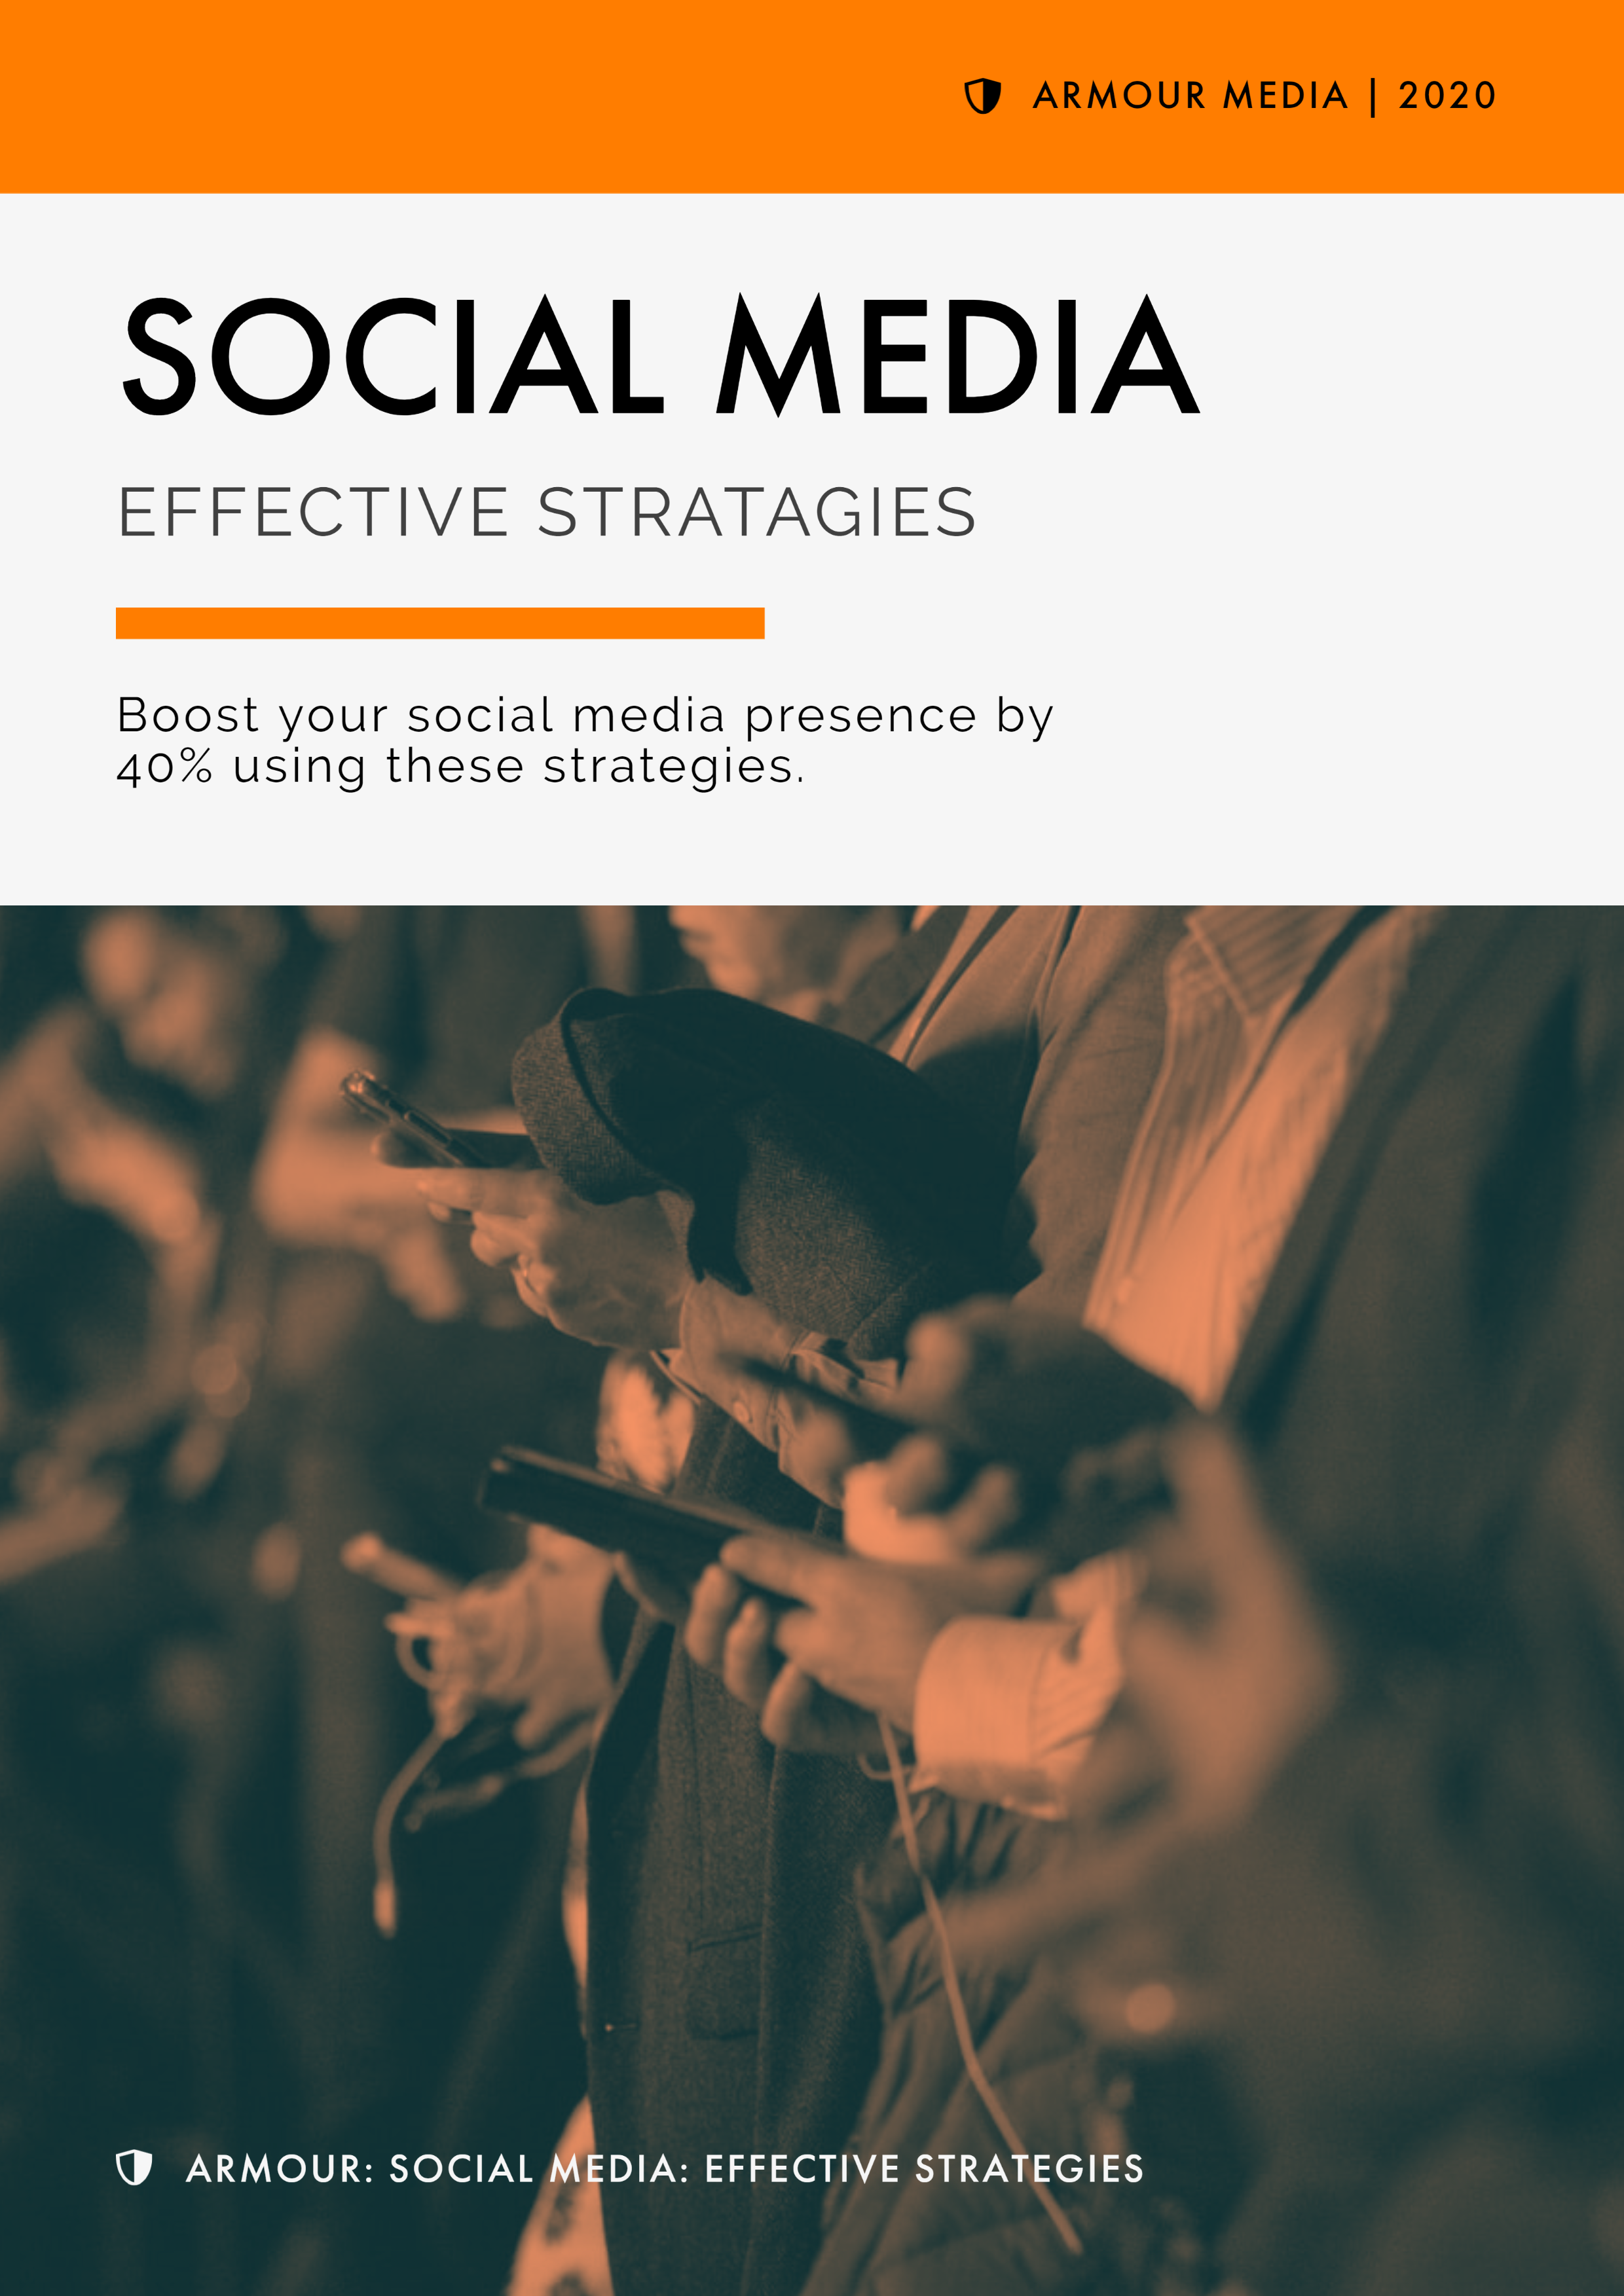 ARMOUR MEDIA | 2020
SOCIAL MEDIA
EFFECTIVE STRATAGIES
Boost your social media presence by
40% using these strategies.
ARMOUR: SOCIAL MEDIA: EFFECTIVE STRATEGIES